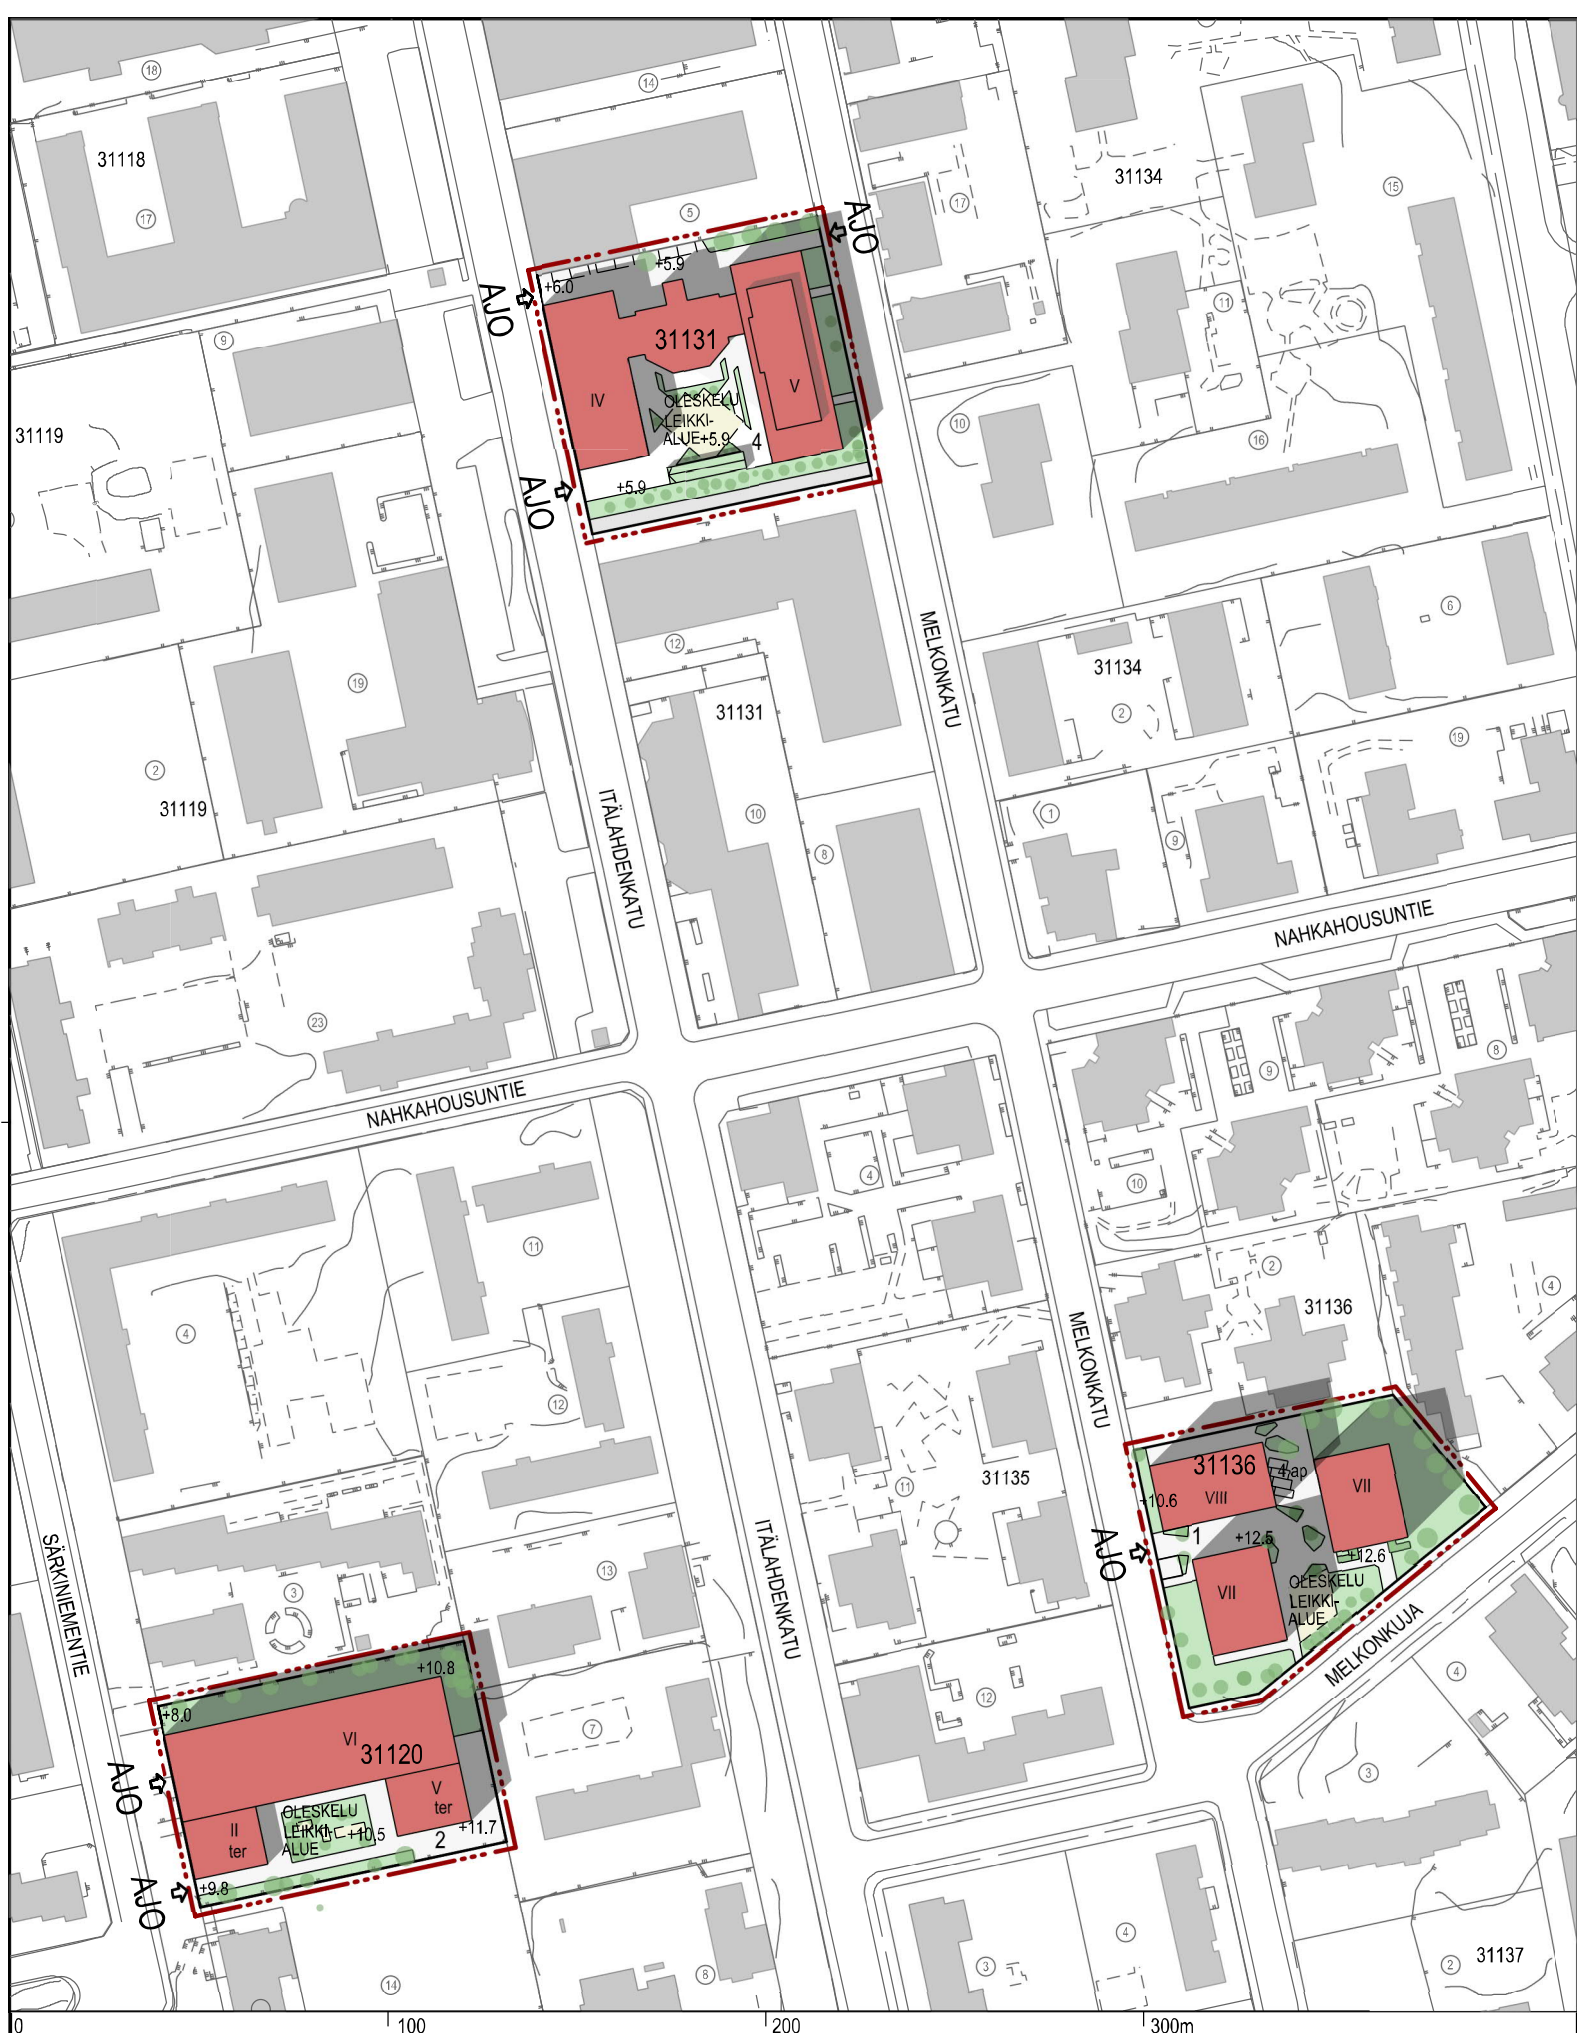 18
14
31118
31134
15
17
5
17
AJO
+5.9
+6.0
AJO
11
31131
9
IV
V
OLESKELU
LEIKKI-
ALUE+5.9
4
10
16
31119
+5.9
AJO
6
12
MELKONKATU
31134
19
31131
2
19
2
31119
ITÄLAHDENKATU
10
1
8
9
NAHKAHOUSUNTIE
23
8
9
NAHKAHOUSUNTIE
4
10
11
2
4
31136
4
MELKONKATU
12
31136
4 ap
31135
VII
11
VIII
+10.6
SÄRKINIEMENTIE
ITÄLAHDENKATU
1
+12.5
AJO
+12.6
13
OLESKELU
LEIKKI-
ALUE
VII
3
MELKONKUJA
+10.8
4
12
+8.0
7
VI
31120
3
AJO
V
ter
OLESKELU
LEIKKI-
ALUE
+10.5
II
ter
+11.7
2
+9.8
AJO
4
31137
3
2
8
14
0
100
200
300m